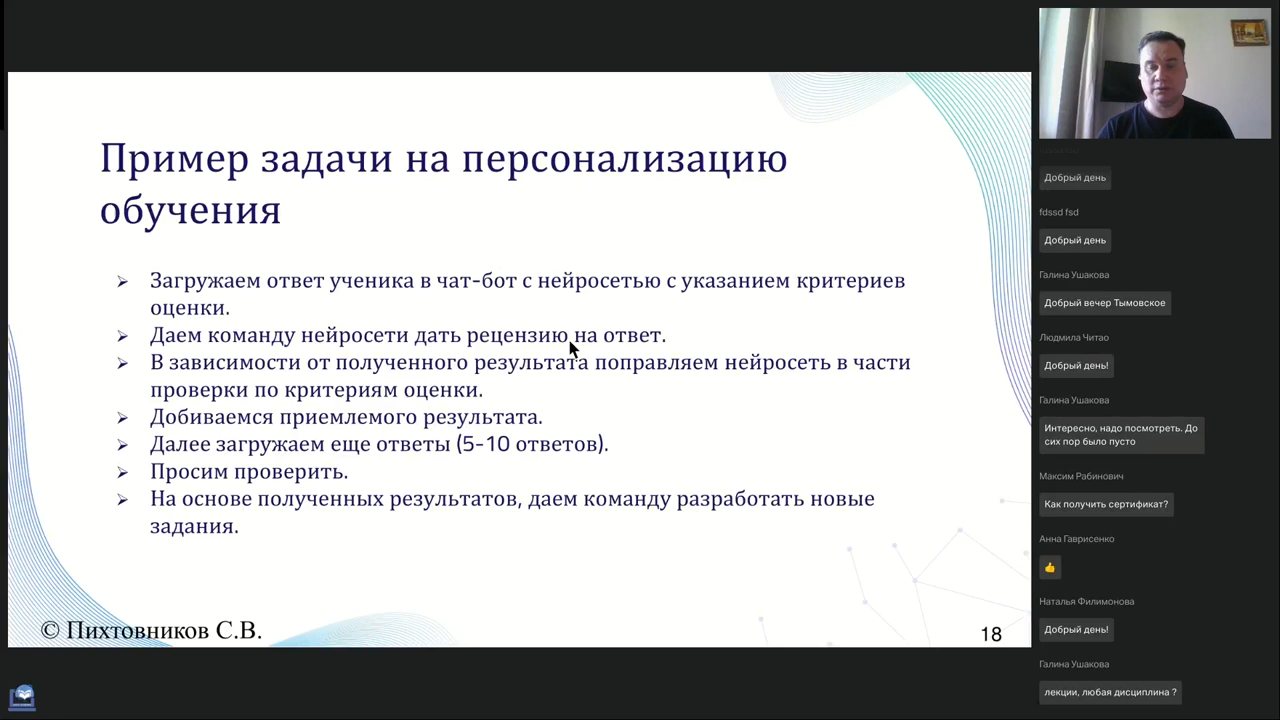 Пример задачи на персонализацию
обучения
Загружаем ответ ученика в чат-бот с нейросетью с указанием критериев
оценки.
Даем команду нейросети дать рецензию на ответ.
В зависимости от полученного результата поправляем нейросеть в части
проверки по критериям оценки.
Добиваемся приемлемого результата.
Далее загружаем еще ответы (5-10 ответов).
Просим проверить.
На основе полученных результатов, даем команду разработать новые
задания.
© Пихтовников С.В.
18
Добрый день
fdssd fsd
Добрый день
Галина Ушакова
Добрый вечер Тымовское
Людмила Читао
Добрый день!
Галина Ушакова
Интересно, надо посмотреть. До
сих пор было пусто
Максим Рабинович
Как получить сертификат?
Анна Гаврисенко
👍
Наталья Филимонова
Добрый день!
Галина Ушакова
лекции, любая дисциплина ?